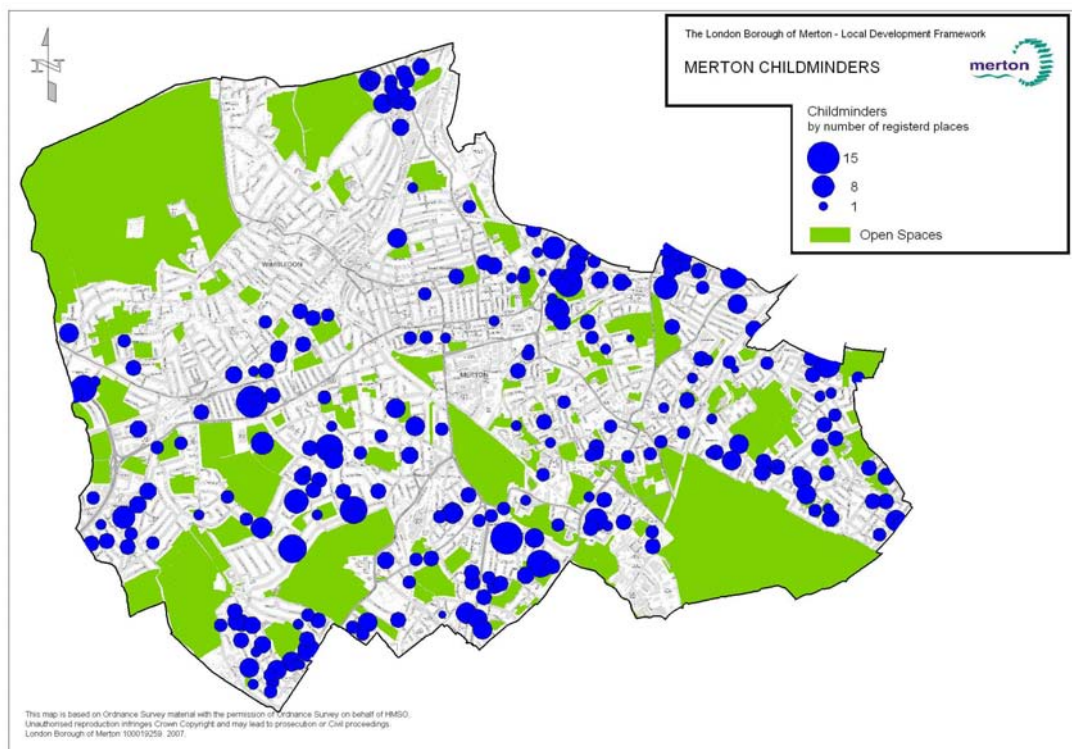 The London Borough of Merton - Local Development Framework
MERTON CHILDMINDERS
merton
Childminders
by number of registerd places
15
8
1
Open Spaces
N
WIMBLEDON
MERTON
This map is based on Ordnance Survey material with the permission of Ordnance Survey on behalf of HMSO.
Unauthorised reproduction infringes Crown Copyright and may lead to prosecution or Civil proceedings.
London Borough of Merton 100019259. 2007.